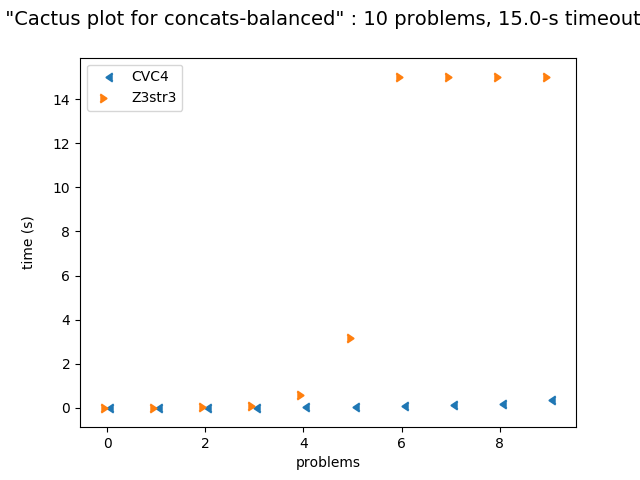 "Cactus plot for concats-balanced" : 10 problems, 15.0-s timeout
CVC4
Z3str3
14
12
10
8
6
4
2
0
time (s)
0
2
4
6
8
problems